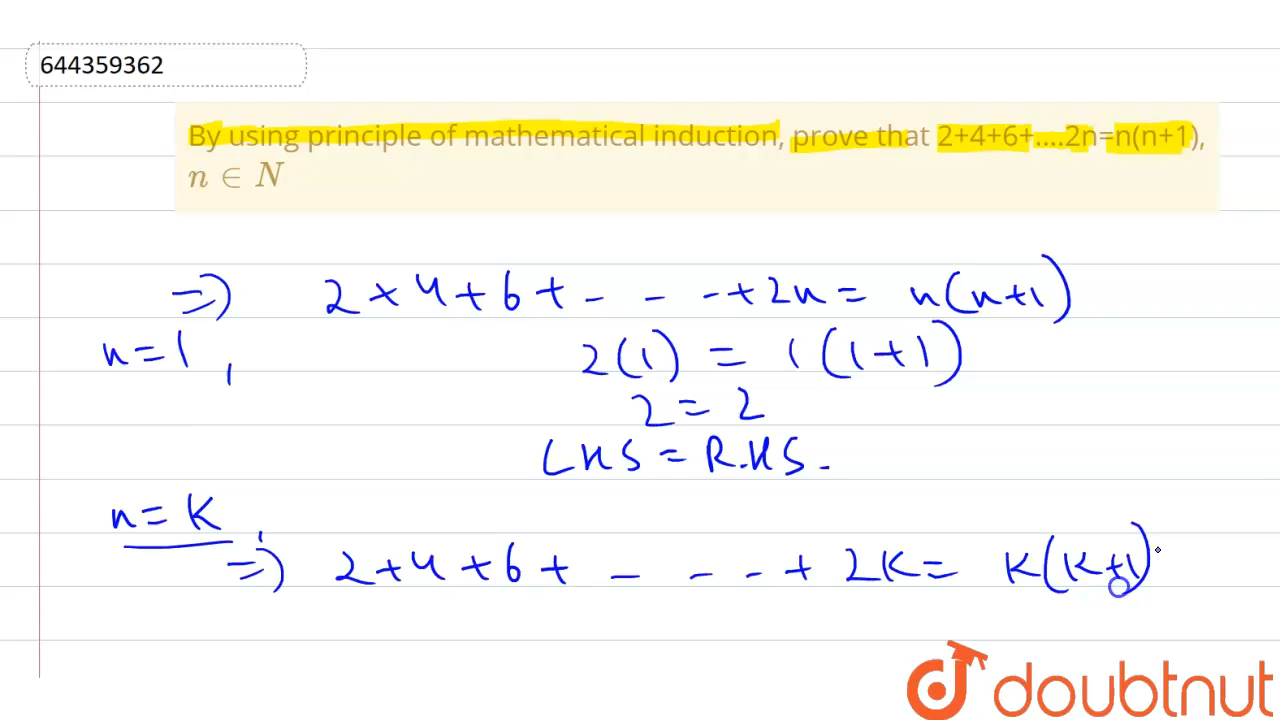 644359362
By using principle of mathematical induction, prove that 2+4+6+....2n=n(n+1),
n ∈ N
=> 2+4+6+- - -+2n = n(n+1)
n=1, 2(1) = 1(1+1)
2 = 2
LHS = R.HS.
n=K,
=> 2+4+6+ - - - + 2K = K(K+1)
doubtnut